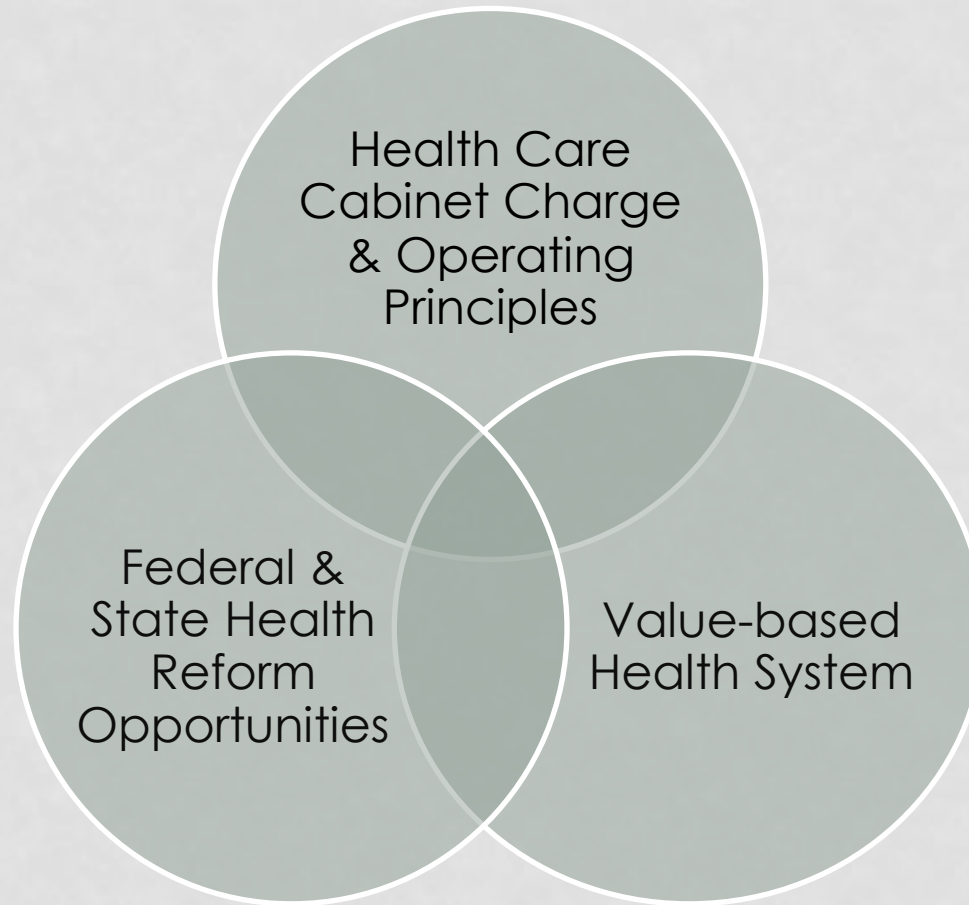 Health Care
Cabinet Charge
& Operating
Principles
Federal &
State Health
Reform
Opportunities
Value-based
Health System